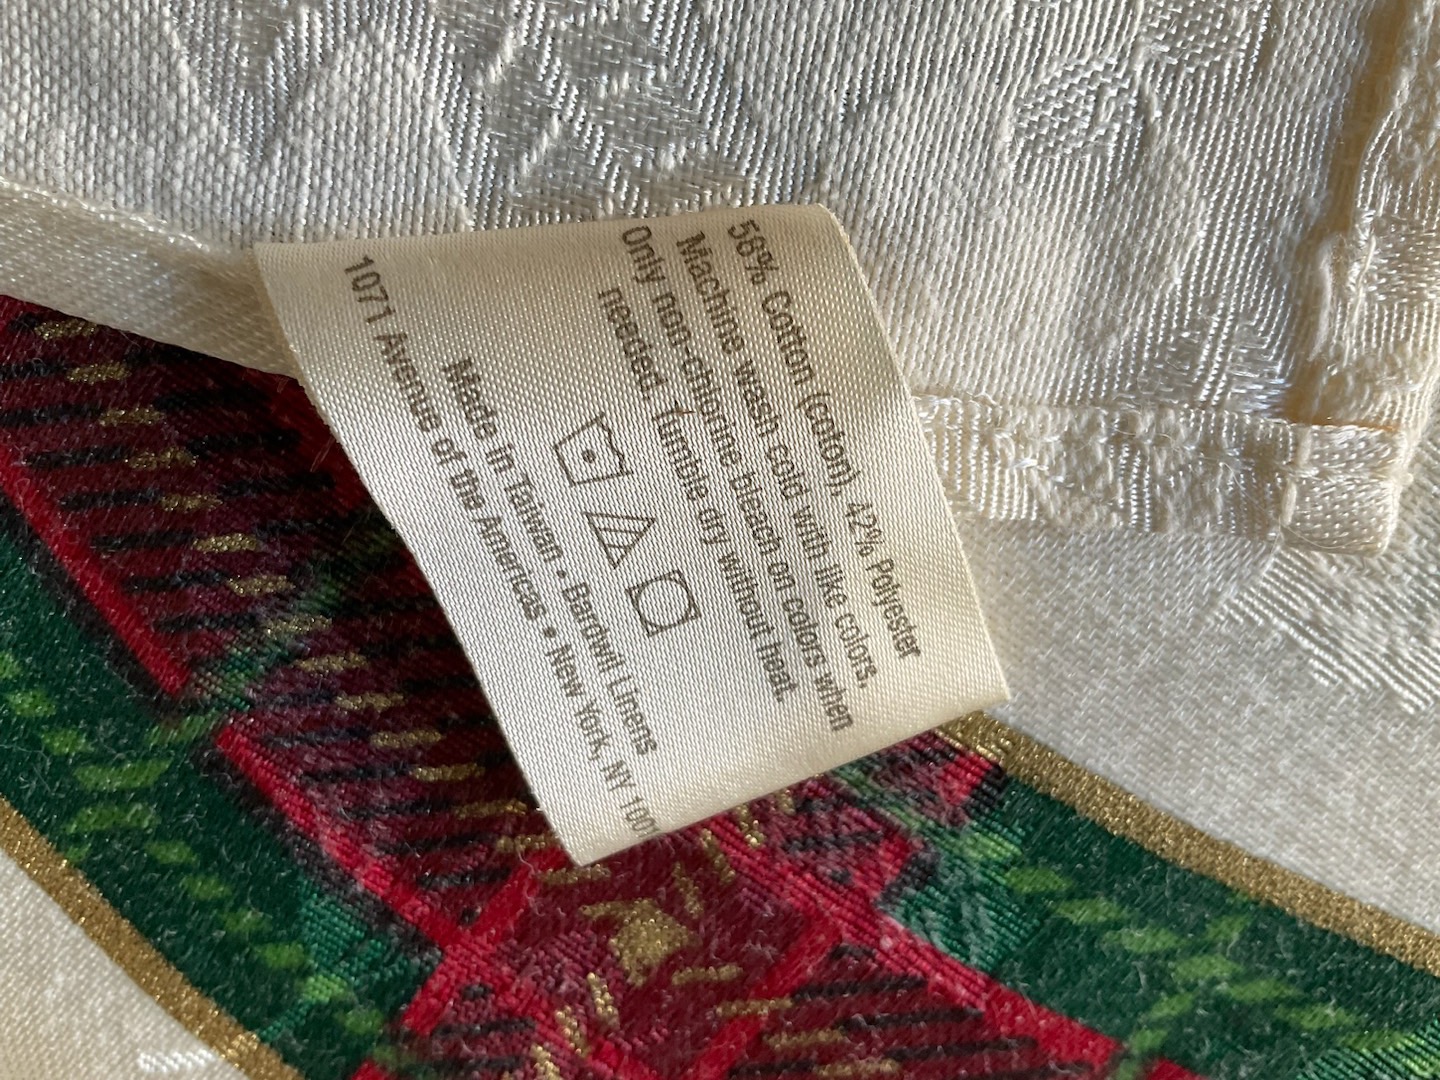 58% Cotton (coton), 42% Polyester
Machine wash cold with like colors.
Only non-chlorine bleach on colors when
needed. Tumble dry without heat.
Made in Taiwan • Bardwil Linens
1071 Avenue of the Americas • New York, NY